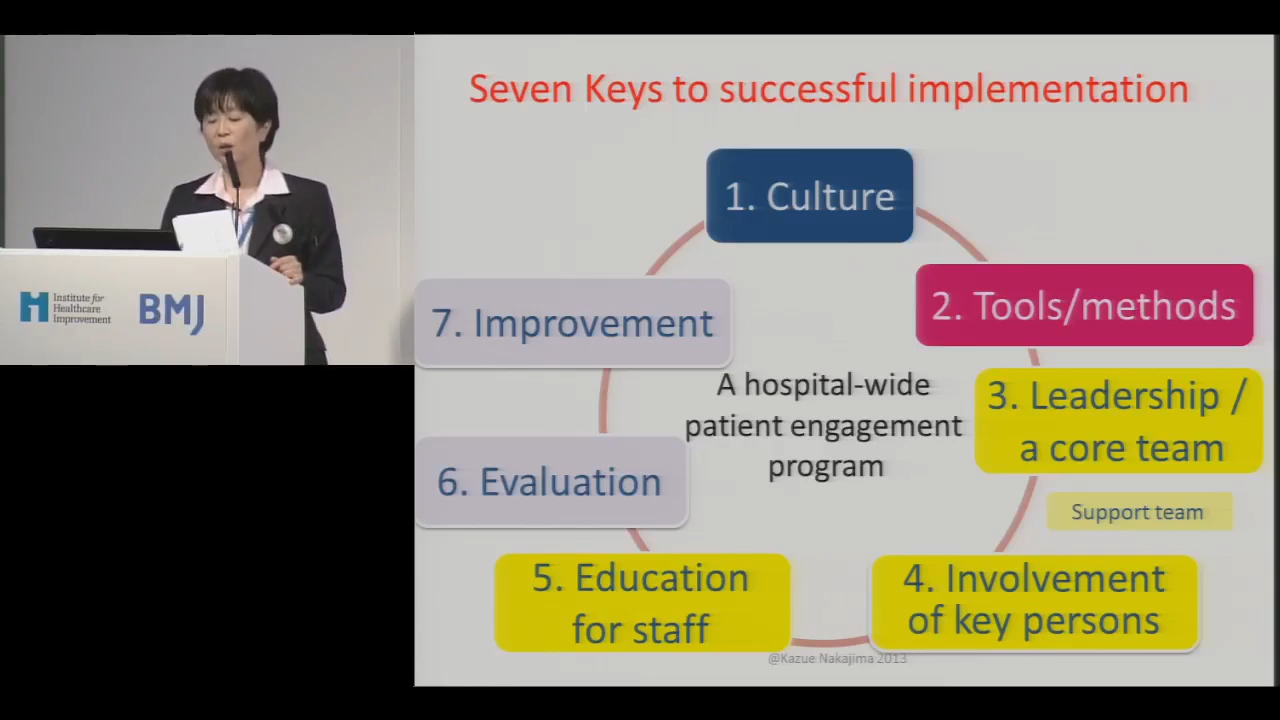 Seven Keys to successful implementation
1. Culture
2. Tools/methods
3. Leadership /
a core team
Support team
4. Involvement
of key persons
5. Education
for staff
6. Evaluation
7. Improvement
A hospital-wide
patient engagement
program
@Kazue Nakajima 2013
Institute for
Healthcare
Improvement
BMJ